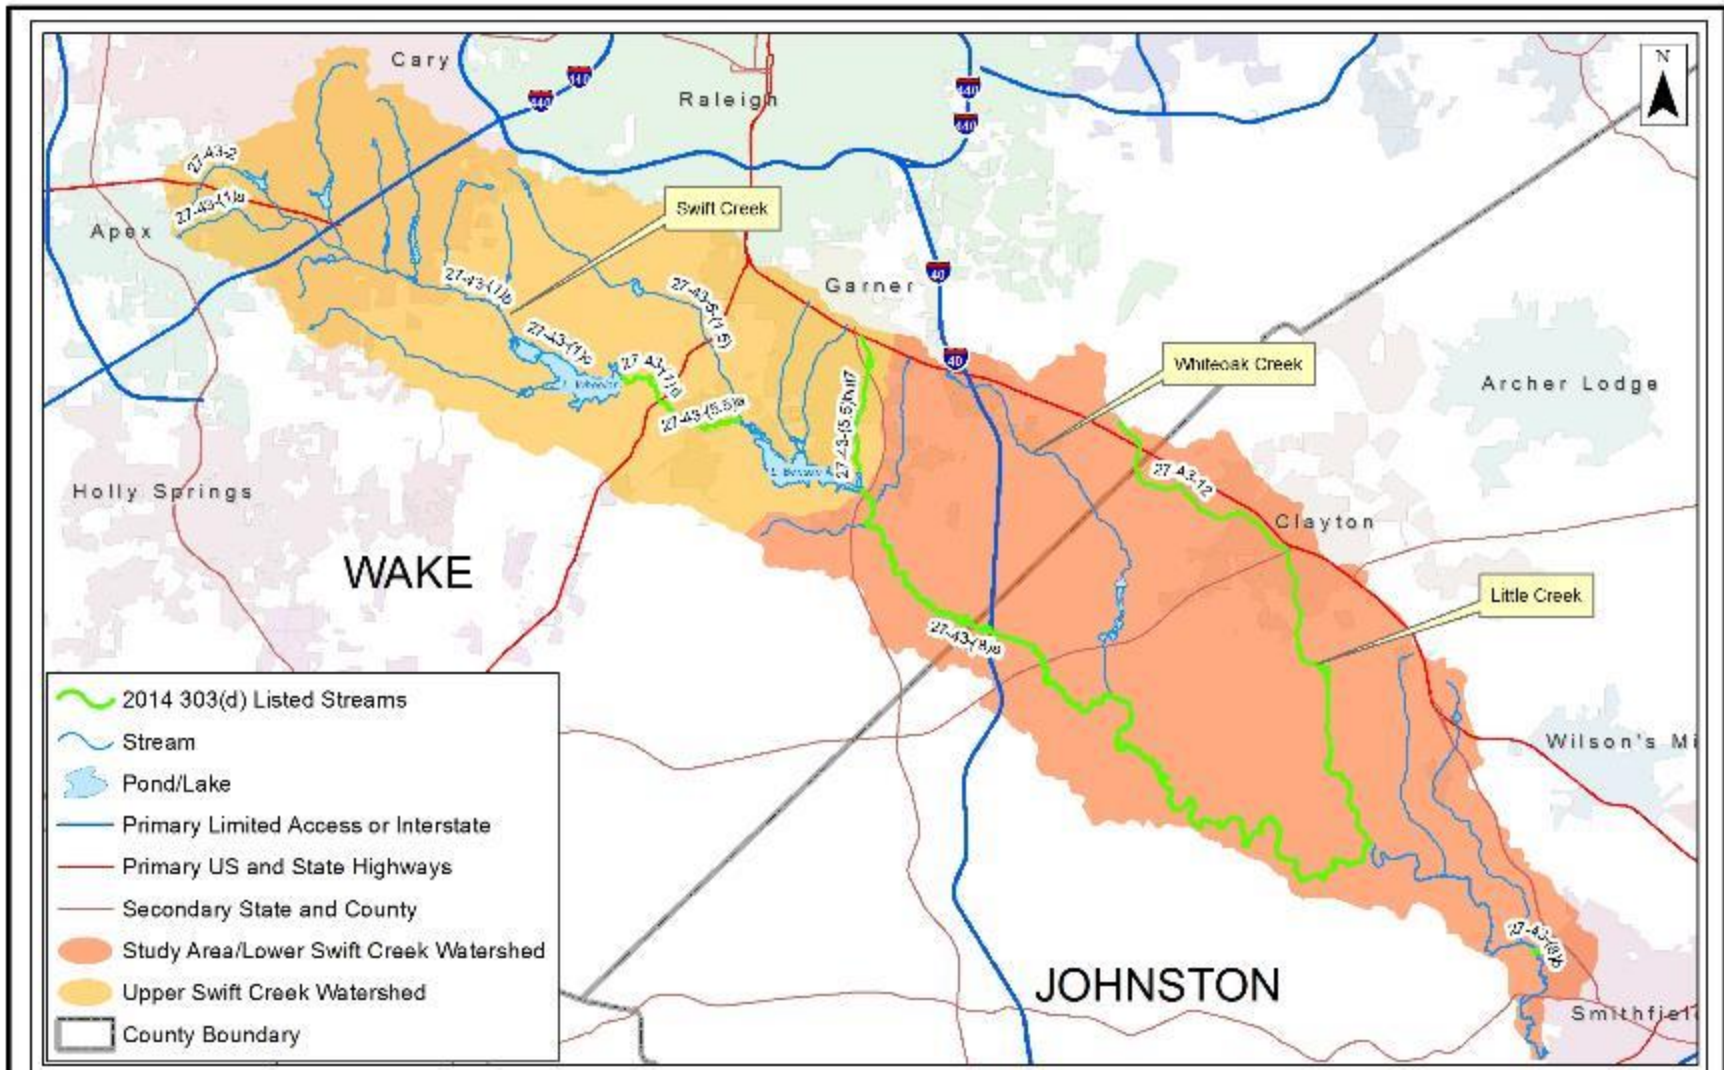 N
Cary
Raleigh
440
440
440
440
27-43-2
27-43-(1)a
Apex
Swift Creek
27-43-(1)b
27-43-5-(1.5)
Garner
40
40
27-43-(1)c
27-43-(1)d
27-43-(5.5)a
Whiteoak Creek
Archer Lodge
Holly Springs
27-43-12
Clayton
WAKE
Little Creek
27-43-(8)a
Wilson's Mi
27-43-(8)b
JOHNSTON
Smithfiel
2014 303(d) Listed Streams
Stream
Pond/Lake
Primary Limited Access or Interstate
Primary US and State Highways
Secondary State and County
Study Area/Lower Swift Creek Watershed
Upper Swift Creek Watershed
County Boundary